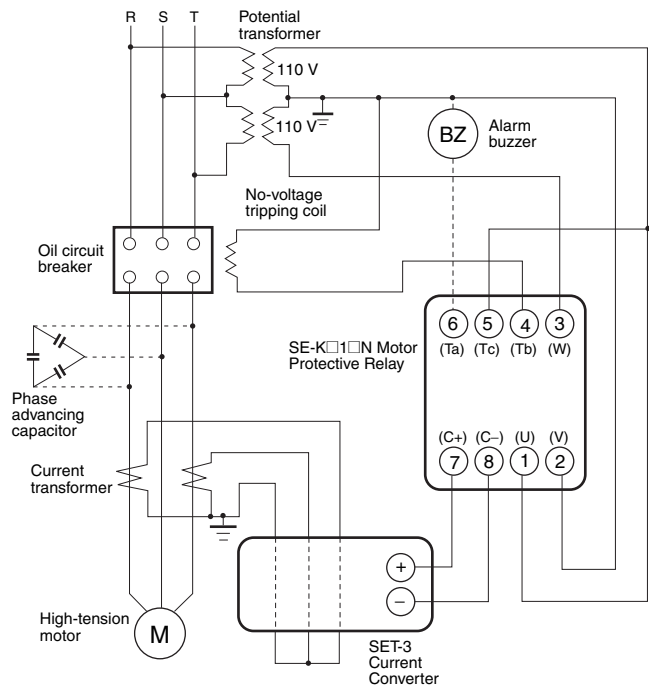 R S T
Potential
transformer
110 V
110 V
BZ
Alarm
buzzer
No-voltage
tripping coil
Oil circuit
breaker
6 5 4 3
(Ta) (Tc) (Tb) (W)
SE-K□1□N Motor
Protective Relay
Phase
advancing
capacitor
(C+) (C−) (U) (V)
7 8 1 2
Current
transformer
+
−
High-tension
motor
M
SET-3
Current
Converter